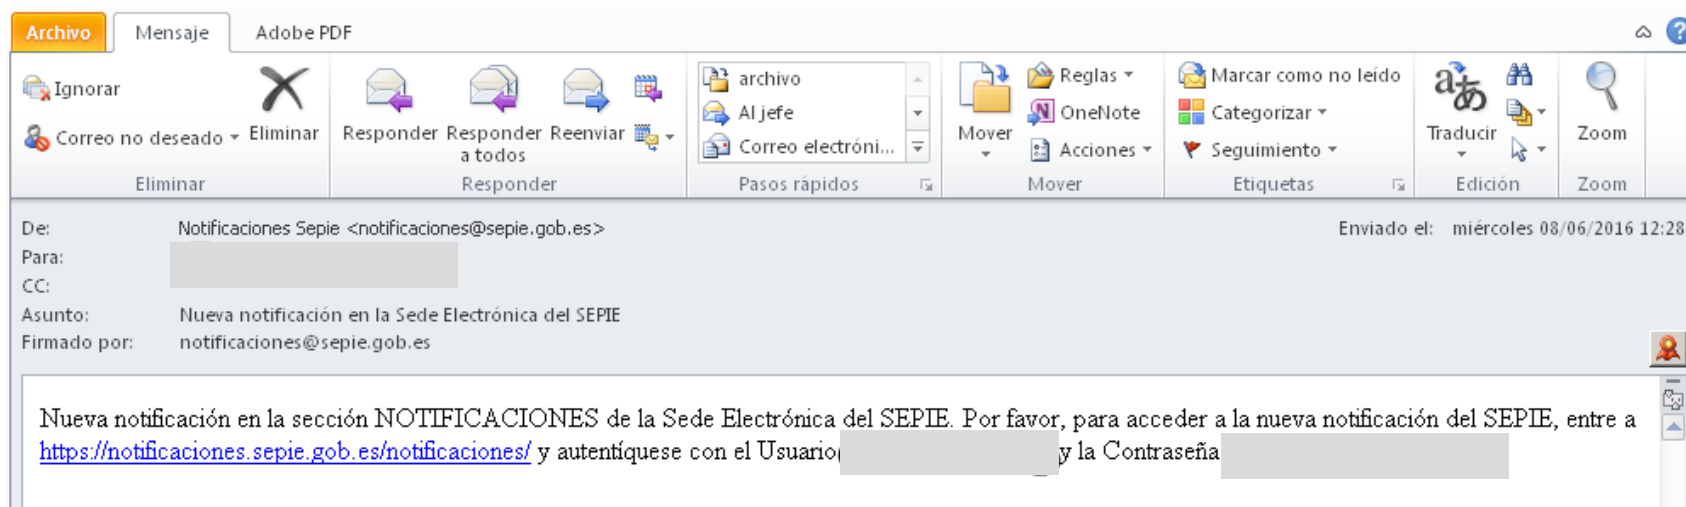 Archivo Mensaje Adobe PDF
Ignorar
Correo no deseado
Eliminar
Eliminar
Responder
Responder a todos
Reenviar
Responder
archivo
Al jefe
Correo electróni...
Pasos rápidos
Mover
Reglas
OneNote
Acciones
Mover
Marcar como no leído
Categorizar
Seguimiento
Etiquetas
Traducir
Edición
Zoom
Zoom
De: Notificaciones Sepie <notificaciones@sepie.gob.es> Enviado el: miércoles 08/06/2016 12:28
Para:
CC:
Asunto: Nueva notificación en la Sede Electrónica del SEPIE
Firmado por: notificaciones@sepie.gob.es
Nueva notificación en la sección NOTIFICACIONES de la Sede Electrónica del SEPIE. Por favor, para acceder a la nueva notificación del SEPIE, entre a
https://notificaciones.sepie.gob.es/notificaciones/ y autentíquese con el Usuario y la Contraseña